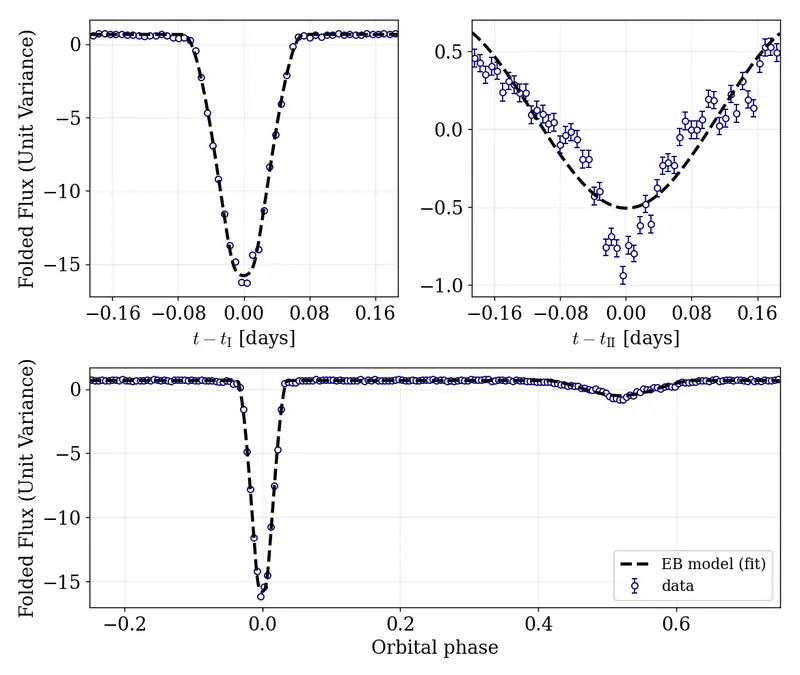 Folded Flux (Unit Variance)
0
−5
−10
−15
−0.16 −0.08 0.00 0.08 0.16
t − tI [days]
0.5
0.0
−0.5
−1.0
−0.16 −0.08 0.00 0.08 0.16
t − tII [days]
Folded Flux (Unit Variance)
0
−5
−10
−15
EB model (fit)
data
−0.2 0.0 0.2 0.4 0.6
Orbital phase